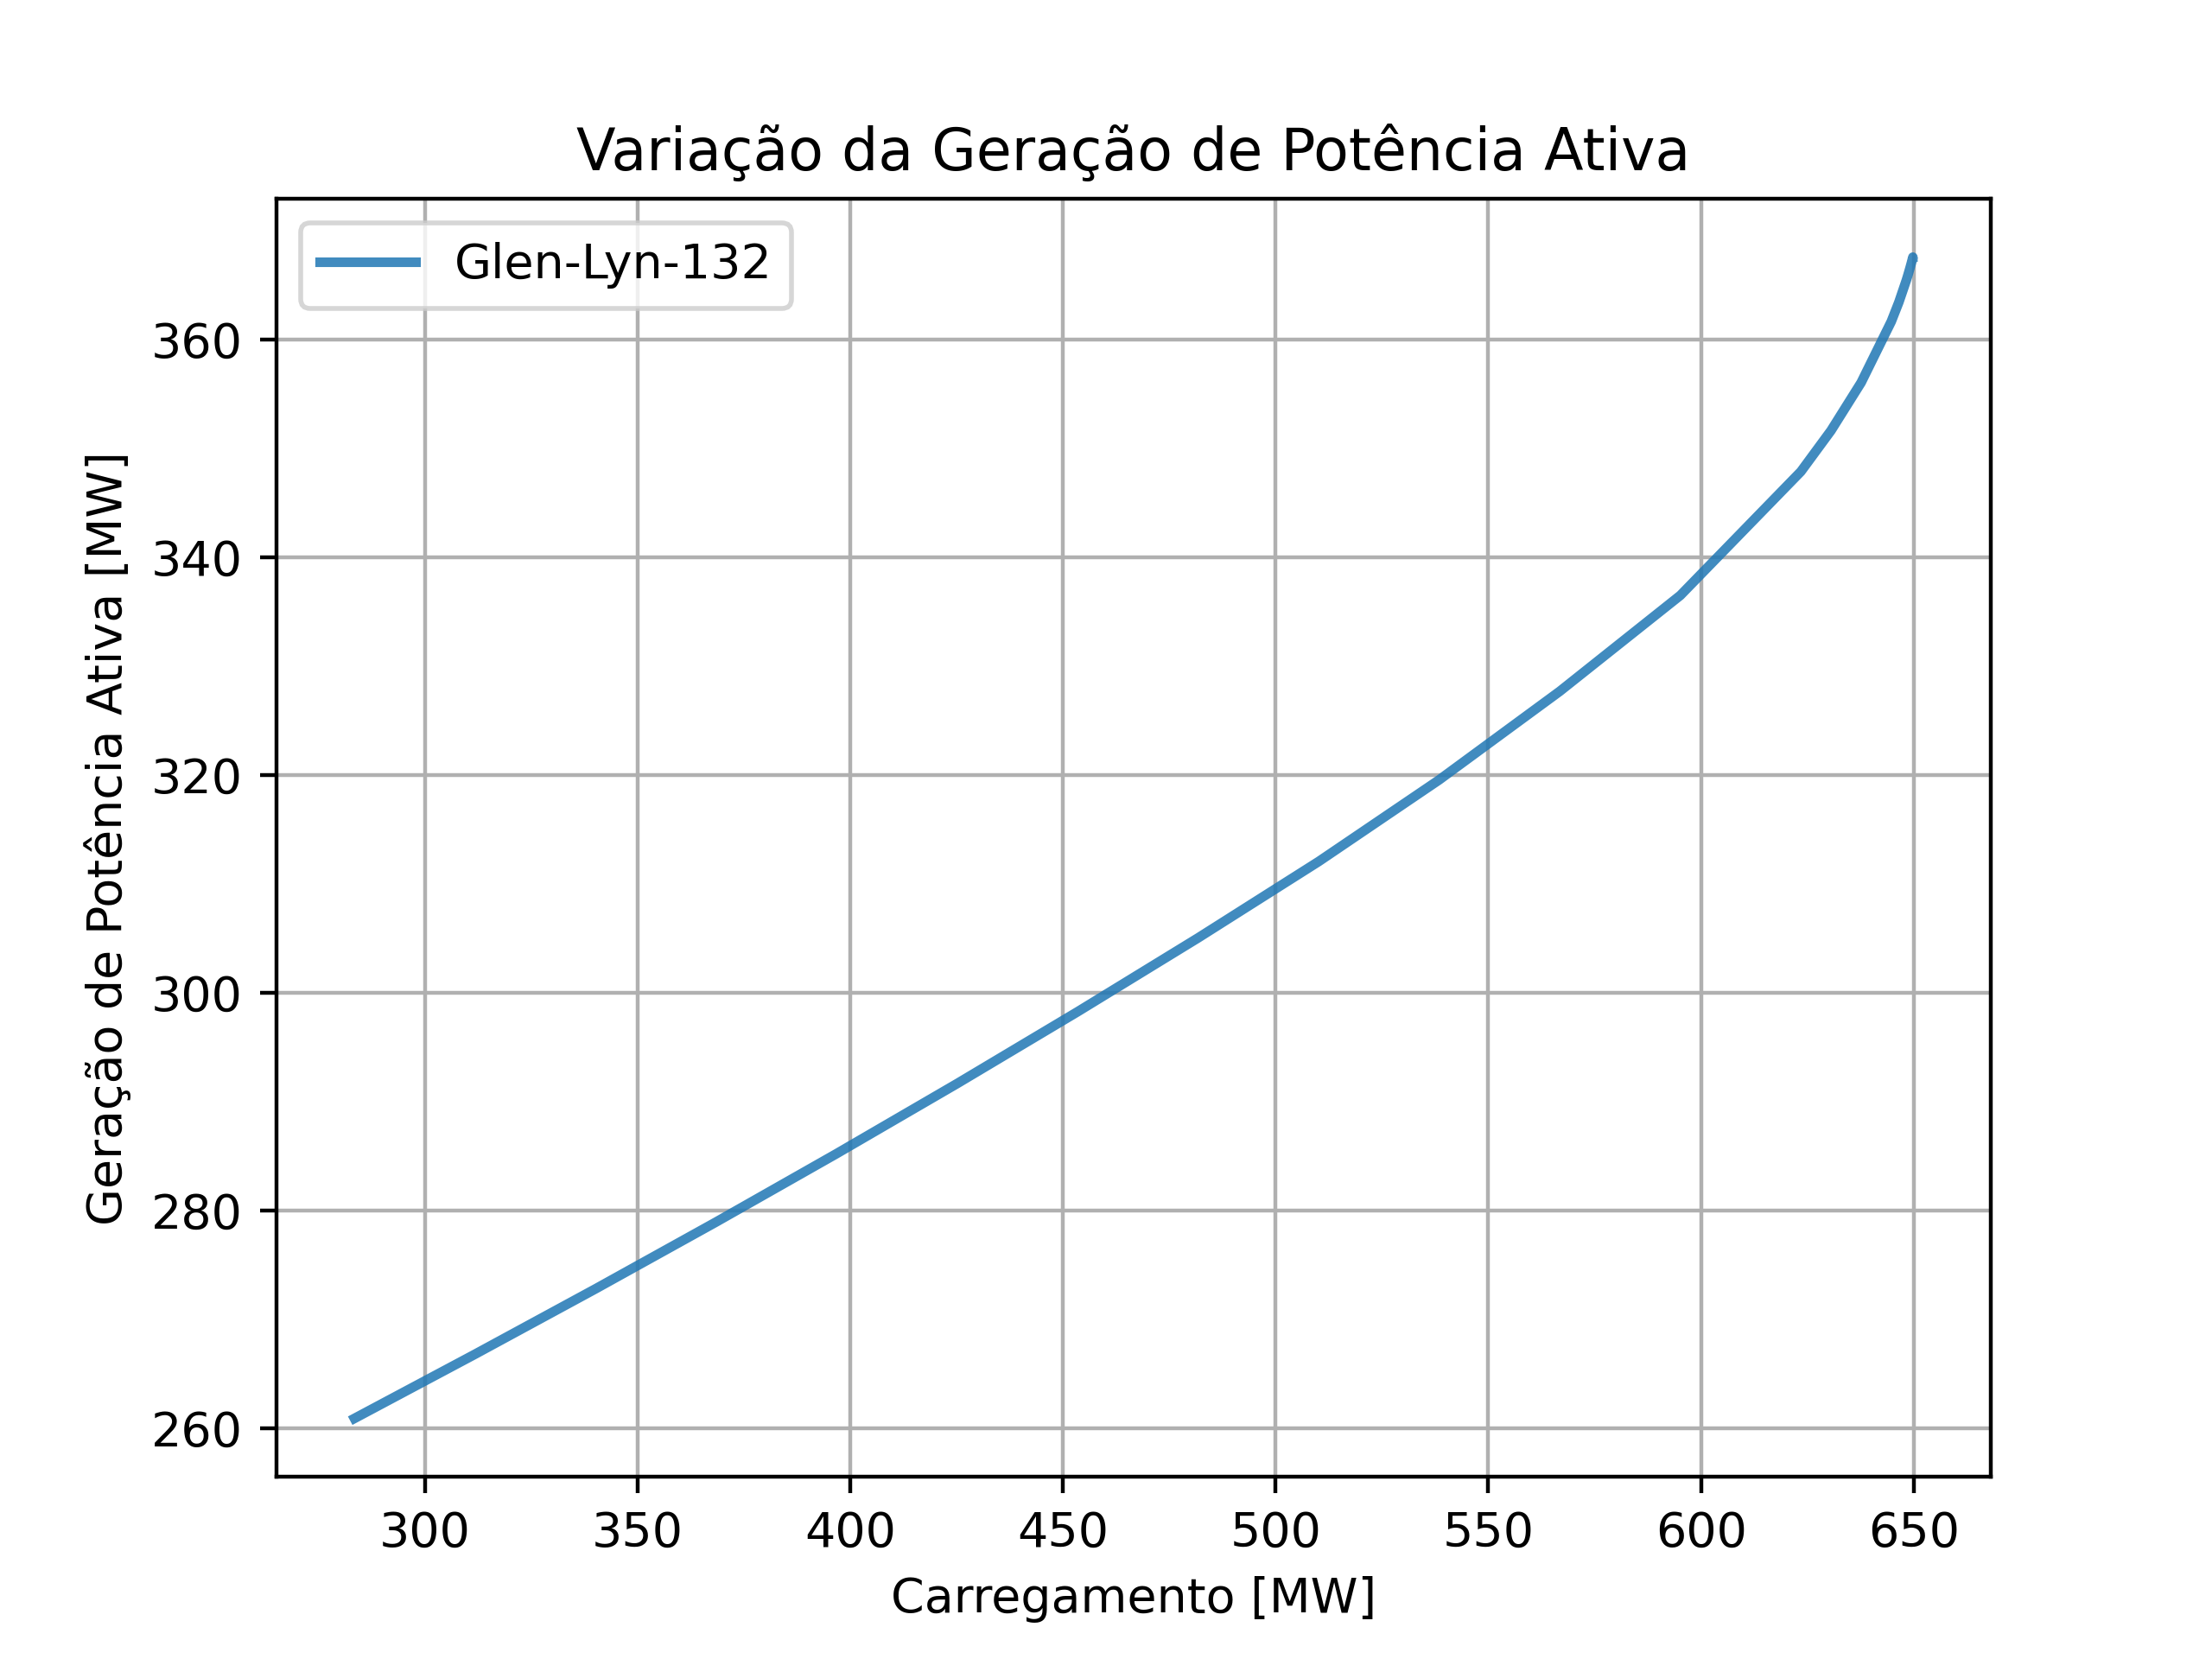 Variação da Geração de Potência Ativa
Glen-Lyn-132
Geração de Potência Ativa [MW]
360
340
320
300
280
260
300 350 400 450 500 550 600 650
Carregamento [MW]